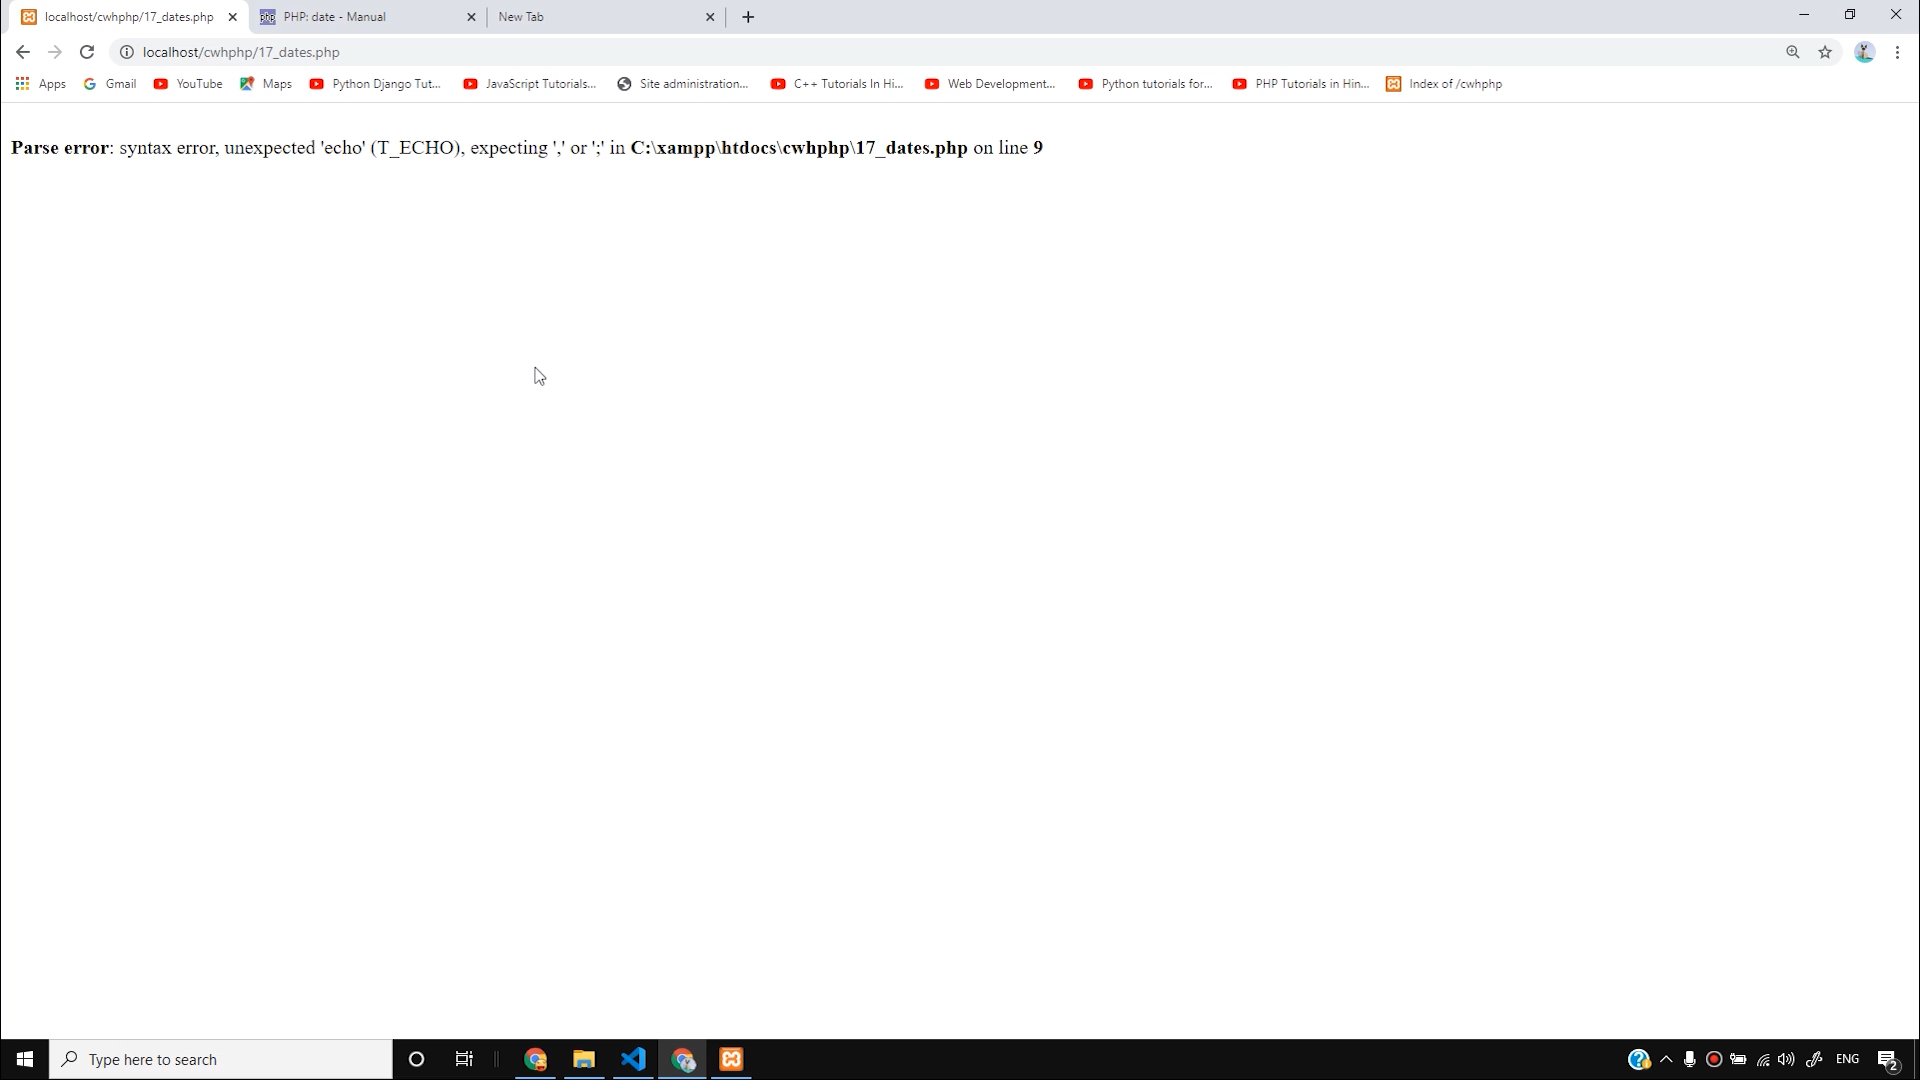 localhost/cwhphp/17_dates.php
PHP: date - Manual
New Tab
localhost/cwhphp/17_dates.php
Apps
Gmail
YouTube
Maps
Python Django Tut...
JavaScript Tutorials...
Site administration...
C++ Tutorials In Hi...
Web Development...
Python tutorials for...
PHP Tutorials in Hin...
Index of /cwhphp
Parse error: syntax error, unexpected 'echo' (T_ECHO), expecting ',' or ';' in C:\xampp\htdocs\cwhphp\17_dates.php on line 9
Type here to search
ENG
2